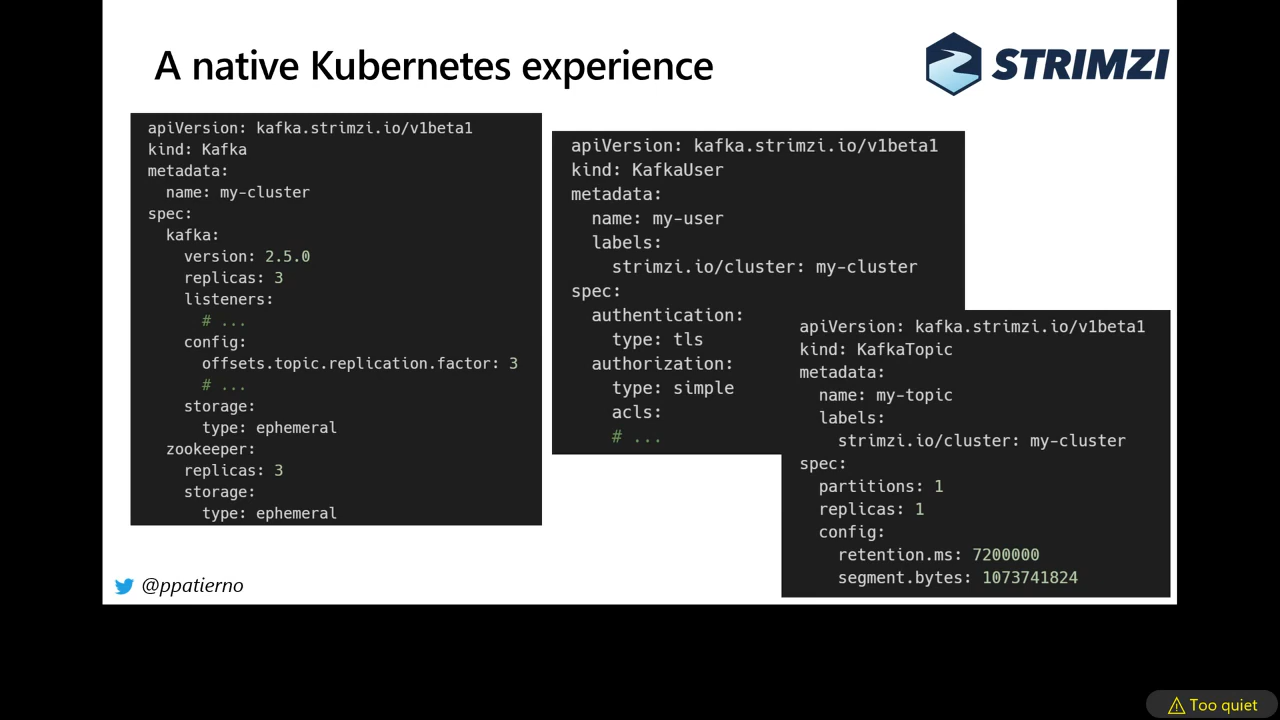 A native Kubernetes experience
STRIMZI
apiVersion: kafka.strimzi.io/v1beta1
kind: Kafka
metadata:
  name: my-cluster
spec:
  kafka:
    version: 2.5.0
    replicas: 3
    listeners:
      # ...
    config:
      offsets.topic.replication.factor: 3
      # ...
    storage:
      type: ephemeral
  zookeeper:
    replicas: 3
    storage:
      type: ephemeral
apiVersion: kafka.strimzi.io/v1beta1
kind: KafkaUser
metadata:
  name: my-user
  labels:
    strimzi.io/cluster: my-cluster
spec:
  authentication:
    type: tls
  authorization:
    type: simple
    acls:
    # ...
apiVersion: kafka.strimzi.io/v1beta1
kind: KafkaTopic
metadata:
  name: my-topic
  labels:
    strimzi.io/cluster: my-cluster
spec:
  partitions: 1
  replicas: 1
  config:
    retention.ms: 7200000
    segment.bytes: 1073741824
@ppatierno
Too quiet